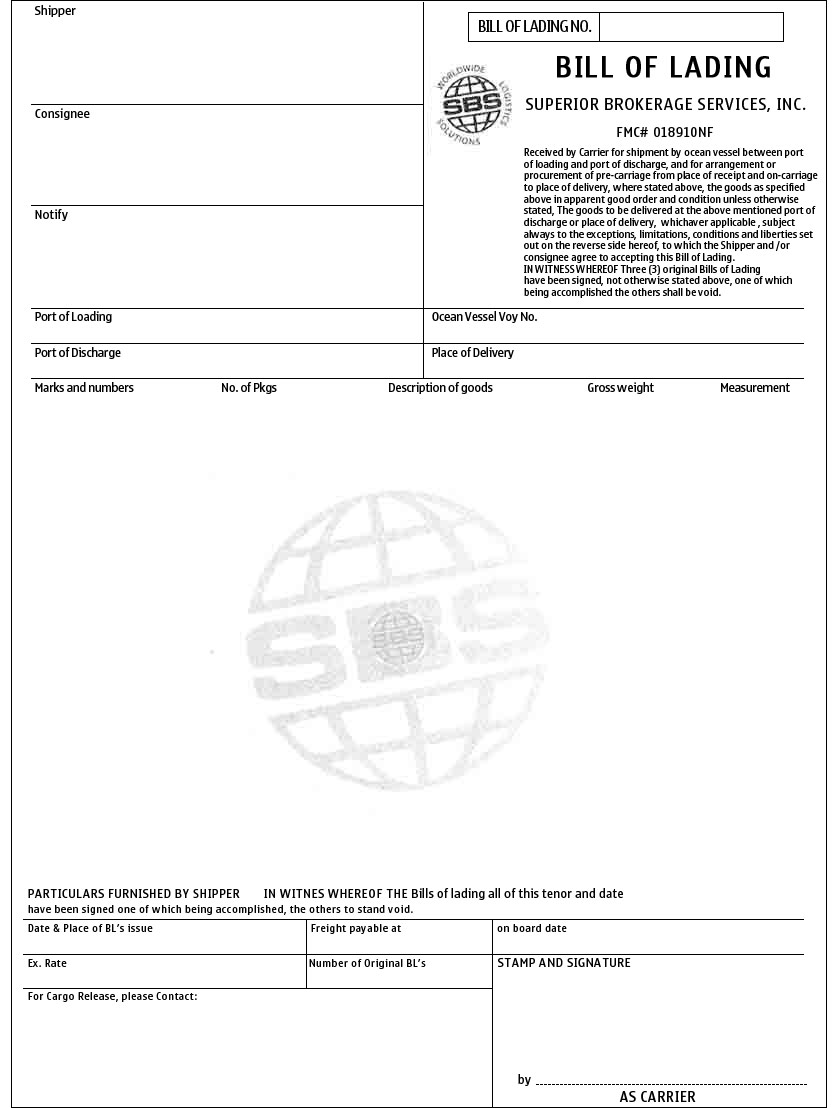 Shipper
BILL OF LADING NO.
BILL OF LADING
WORLDWIDE
LOGISTICS
SOLUTIONS
SBS
SUPERIOR BROKERAGE SERVICES, INC.
Consignee
FMC# 018910NF
Received by Carrier for shipment by ocean vessel between port
of loading and port of discharge, and for arrangement or
procurement of pre-carriage from place of receipt and on-carriage
to place of delivery, where stated above, the goods as specified
above in apparent good order and condition unless otherwise
stated, The goods to be delivered at the above mentioned port of
discharge or place of delivery, whichaver applicable , subject
always to the exceptions, limitations, conditions and liberties set
out on the reverse side hereof, to which the Shipper and /or
consignee agree to accepting this Bill of Lading.
IN WITNESS WHEREOF Three (3) original Bills of Lading
have been signed, not otherwise stated above, one of which
being accomplished the others shall be void.
Notify
Port of Loading
Ocean Vessel Voy No.
Port of Discharge
Place of Delivery
Marks and numbers No. of Pkgs Description of goods Gross weight Measurement
SBS
SBS
PARTICULARS FURNISHED BY SHIPPER IN WITNES WHEREOF THE Bills of lading all of this tenor and date
have been signed one of which being accomplished, the others to stand void.
Date & Place of BL's issue
Freight payable at
on board date
Ex. Rate
Number of Original BL's
STAMP AND SIGNATURE
For Cargo Release, please Contact:
by
AS CARRIER